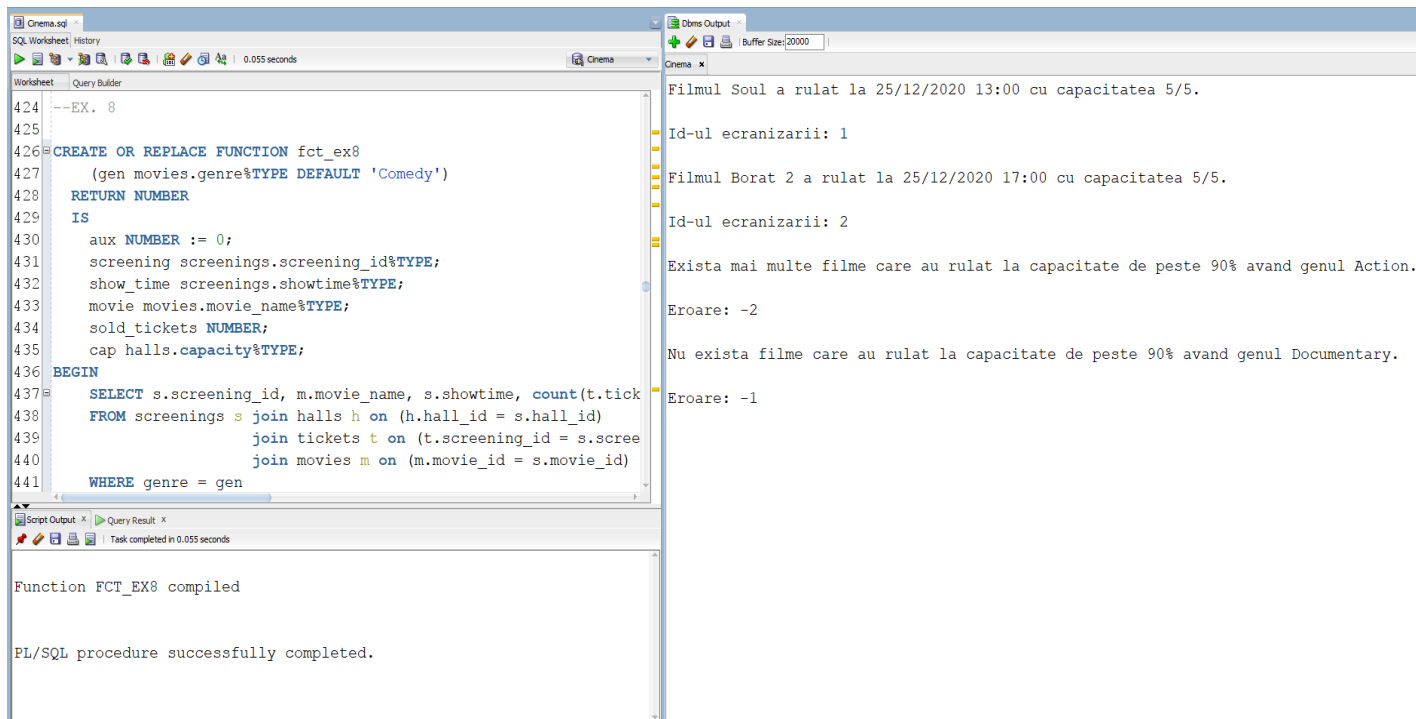 Cinema.sql
SQL Worksheet History
0.055 seconds
Cinema
Worksheet Query Builder
424 --EX. 8
425
426 CREATE OR REPLACE FUNCTION fct_ex8
427 (gen movies.genre%TYPE DEFAULT 'Comedy')
428 RETURN NUMBER
429 IS
430 aux NUMBER := 0;
431 screening screenings.screening_id%TYPE;
432 show_time screenings.showtime%TYPE;
433 movie movies.movie_name%TYPE;
434 sold_tickets NUMBER;
435 cap halls.capacity%TYPE;
436 BEGIN
437 SELECT s.screening_id, m.movie_name, s.showtime, count(t.tick
438 FROM screenings s join halls h on (h.hall_id = s.hall_id)
439 join tickets t on (t.screening_id = s.scree
440 join movies m on (m.movie_id = s.movie_id)
441 WHERE genre = gen
Script Output x Query Result x
Task completed in 0.055 seconds
Function FCT_EX8 compiled
PL/SQL procedure successfully completed.
Dbms Output
Buffer Size: 20000
Cinema x
Filmul Soul a rulat la 25/12/2020 13:00 cu capacitatea 5/5.
Id-ul ecranizarii: 1
Filmul Borat 2 a rulat la 25/12/2020 17:00 cu capacitatea 5/5.
Id-ul ecranizarii: 2
Exista mai multe filme care au rulat la capacitate de peste 90% avand genul Action.
Eroare: -2
Nu exista filme care au rulat la capacitate de peste 90% avand genul Documentary.
Eroare: -1